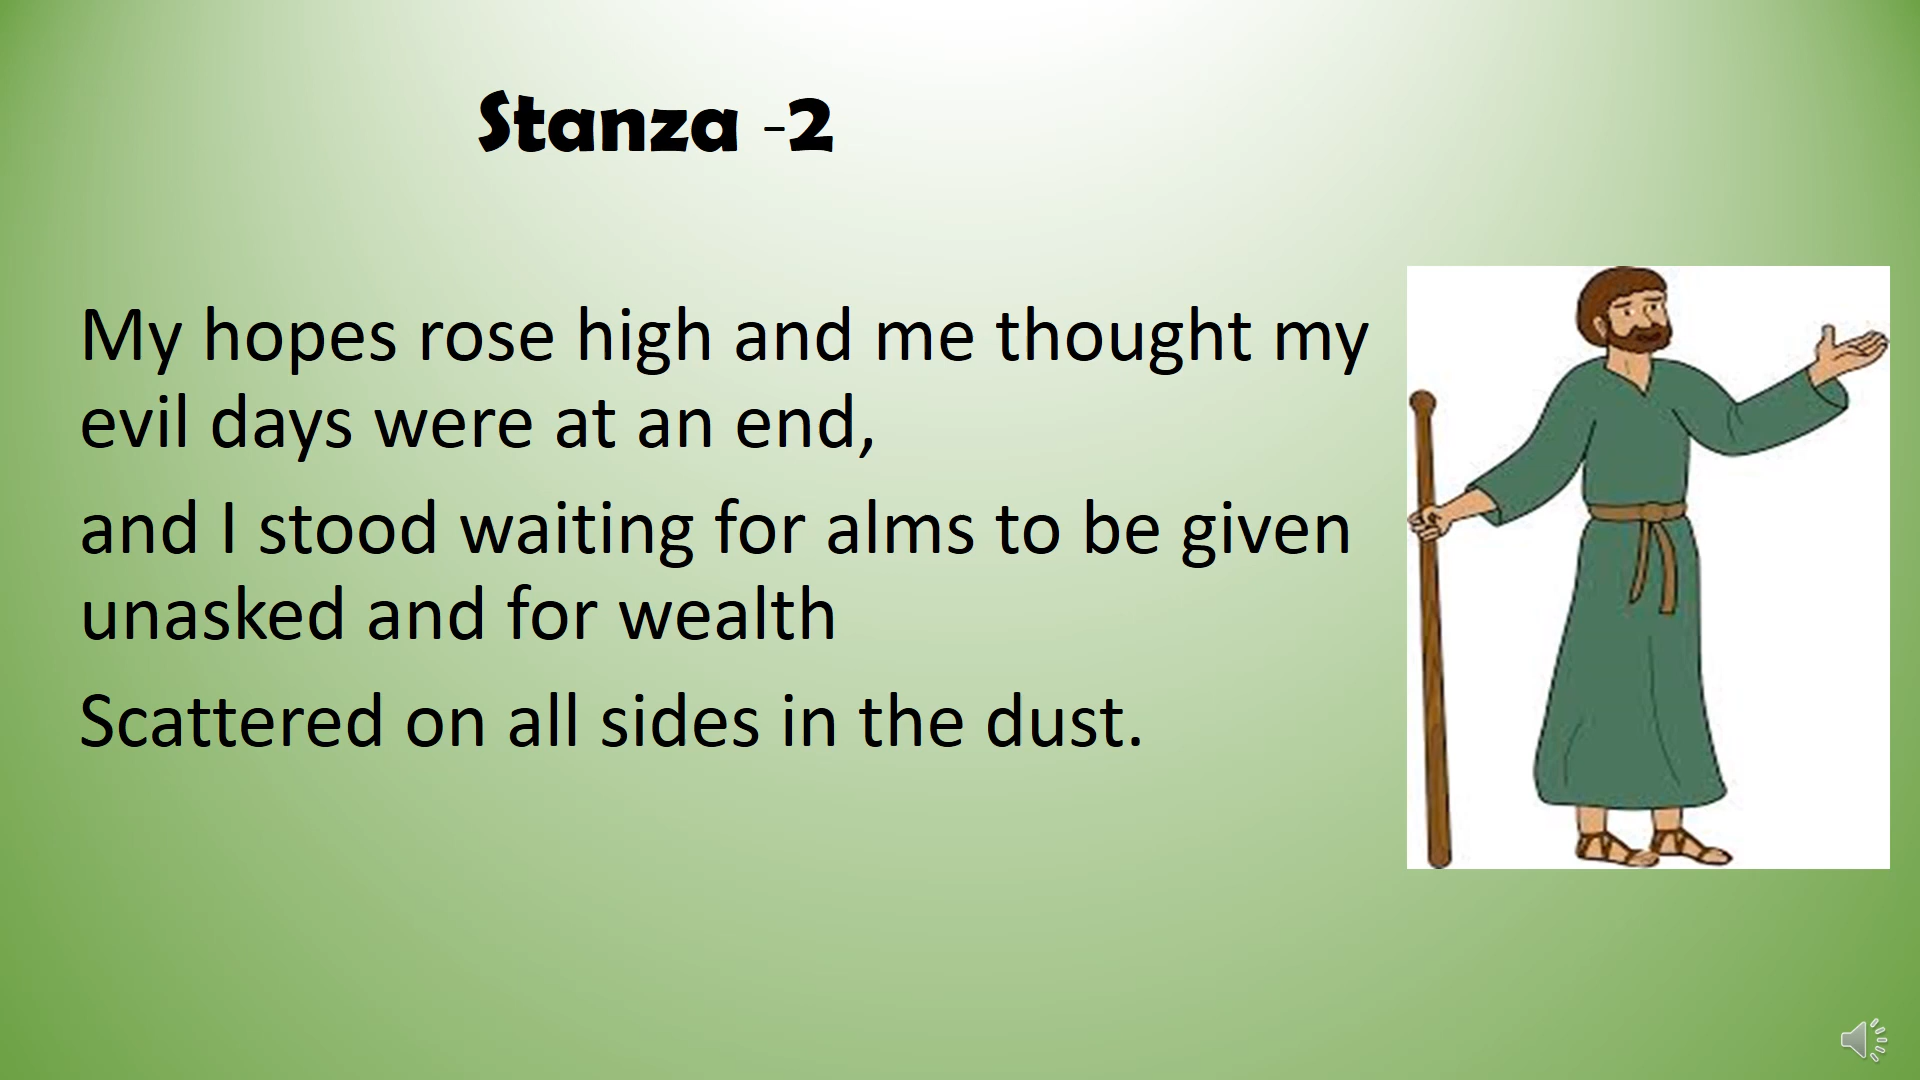 Stanza -2
My hopes rose high and me thought my
evil days were at an end,
and I stood waiting for alms to be given
unasked and for wealth
Scattered on all sides in the dust.